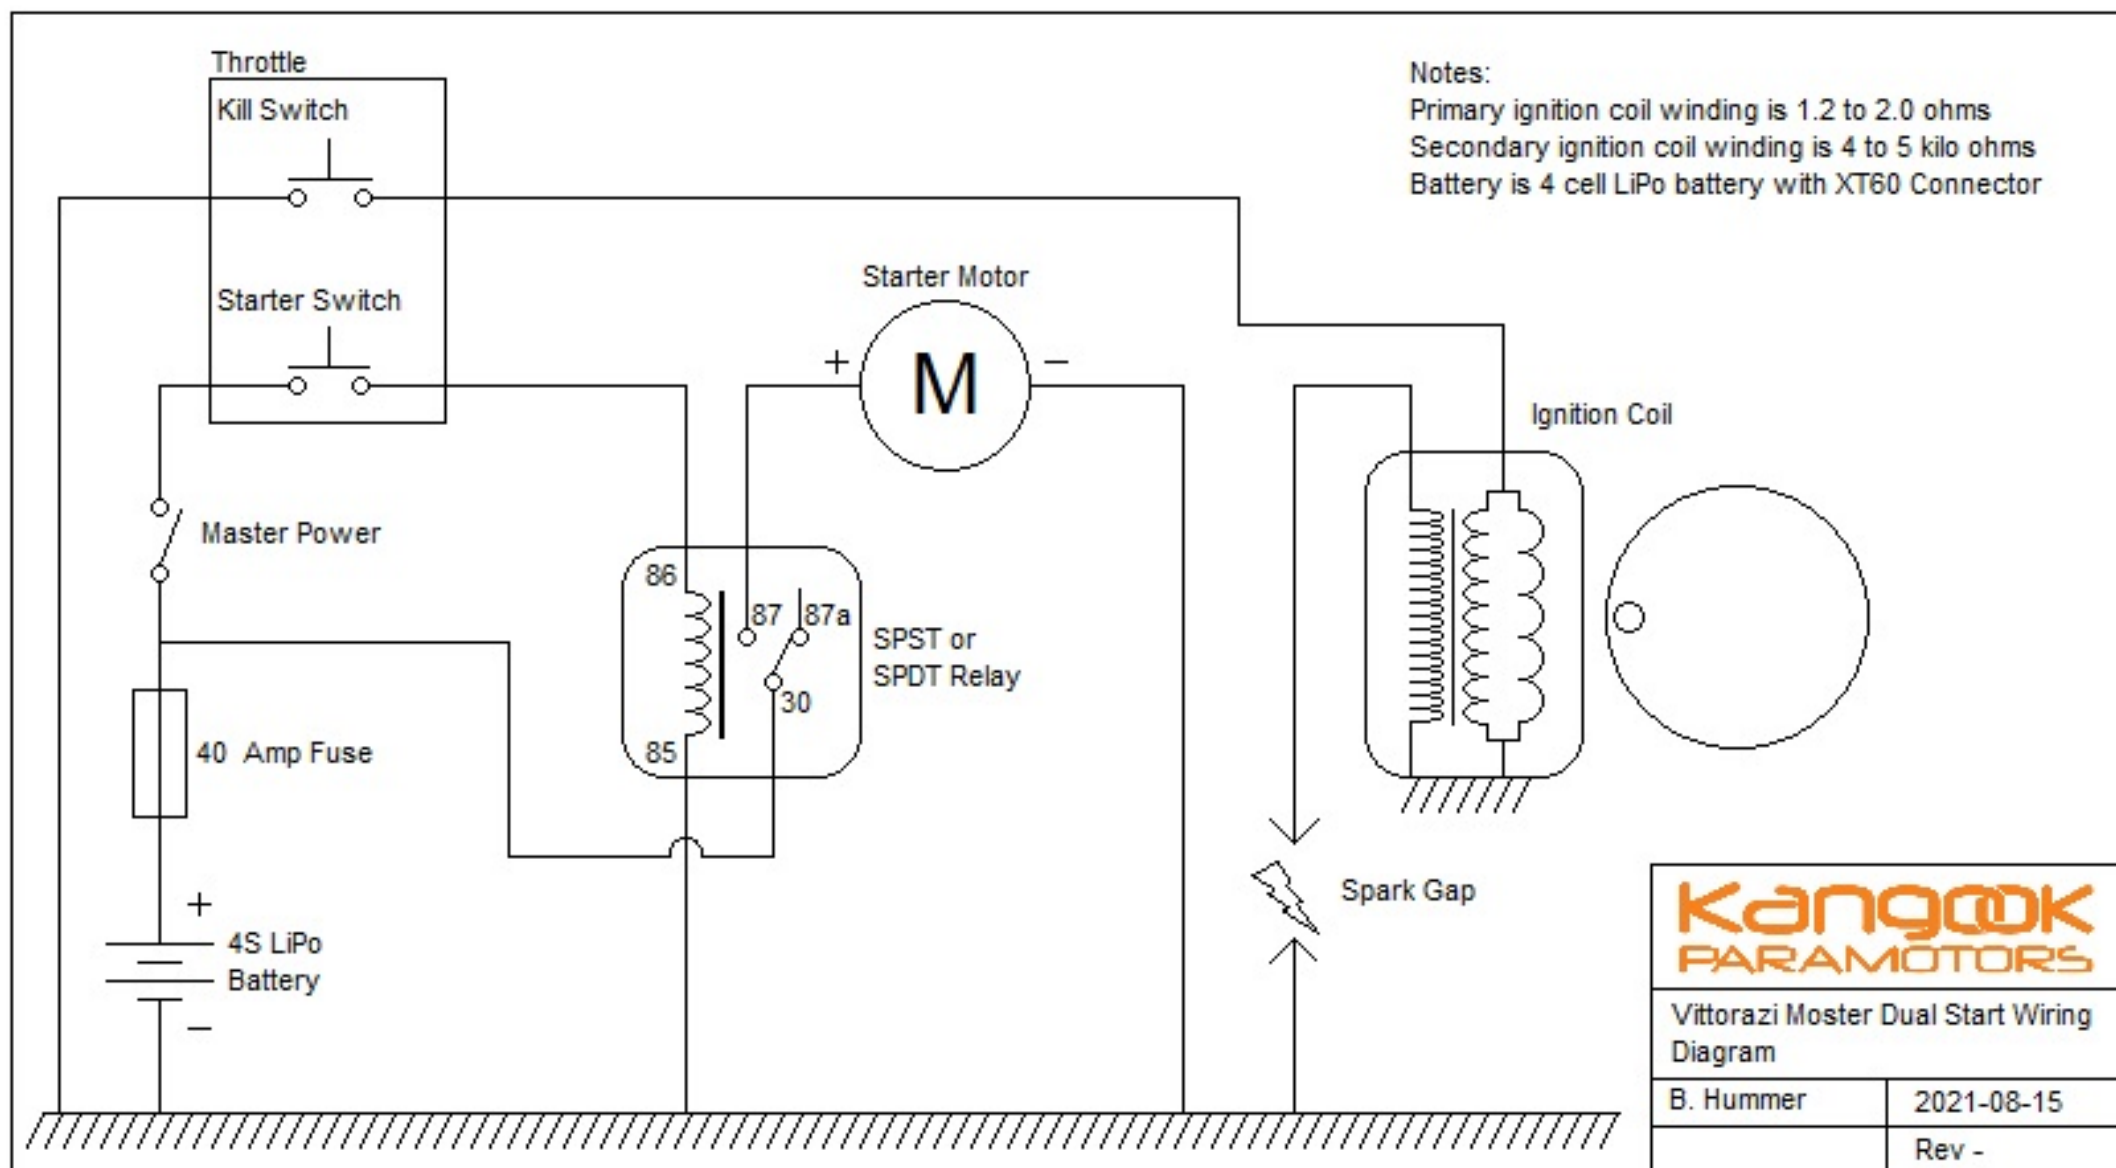 Throttle
Kill Switch
Starter Switch
Master Power
40 Amp Fuse
+
4S LiPo
Battery
−
Starter Motor
+
M
−
86
87
87a
30
85
SPST or
SPDT Relay
Notes:
Primary ignition coil winding is 1.2 to 2.0 ohms
Secondary ignition coil winding is 4 to 5 kilo ohms
Battery is 4 cell LiPo battery with XT60 Connector
Ignition Coil
Spark Gap
Kangook
PARAMOTORS
Vittorazi Moster Dual Start Wiring
Diagram
B. Hummer
2021-08-15
Rev -